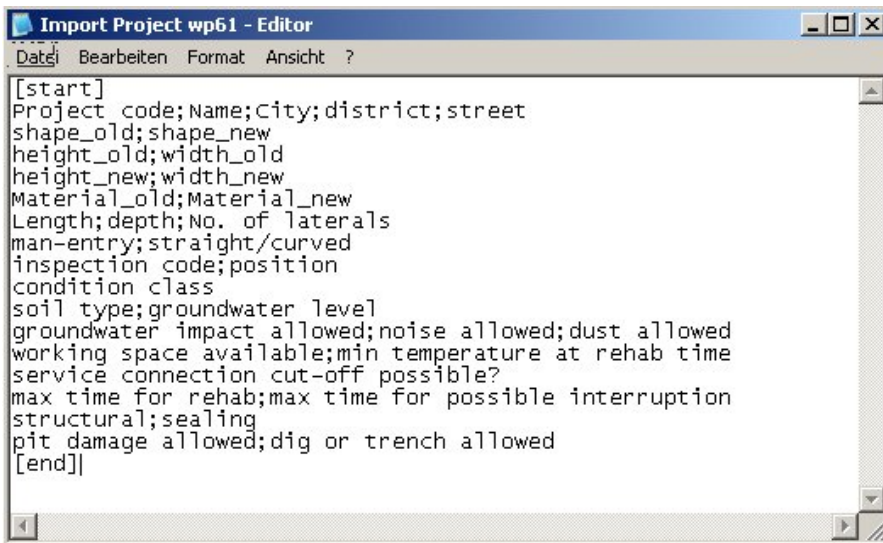 Import Project wp61 - Editor
Datei Bearbeiten Format Ansicht ?
[start]
Project code;Name;City;district;street
shape_old;shape_new
height_old;width_old
height_new;width_new
Material_old;Material_new
Length;depth;No. of laterals
man-entry;straight/curved
inspection code;position
condition class
soil type;groundwater level
groundwater impact allowed;noise allowed;dust allowed
working space available;min temperature at rehab time
service connection cut-off possible?
max time for rehab;max time for possible interruption
structural;sealing
pit damage allowed;dig or trench allowed
[end]